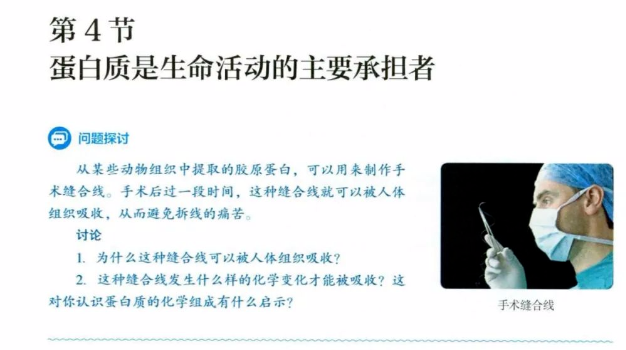 第 4 节
蛋白质是生命活动的主要承担者
问题探讨
从某些动物组织中提取的胶原蛋白，可以用来制作手
术缝合线。手术后过一段时间，这种缝合线就可以被人体
组织吸收，从而避免拆线的痛苦。
讨论
1. 为什么这种缝合线可以被人体组织吸收？
2. 这种缝合线发生什么样的化学变化才能被吸收？这
对你认识蛋白质的化学组成有什么启示？
手术缝合线